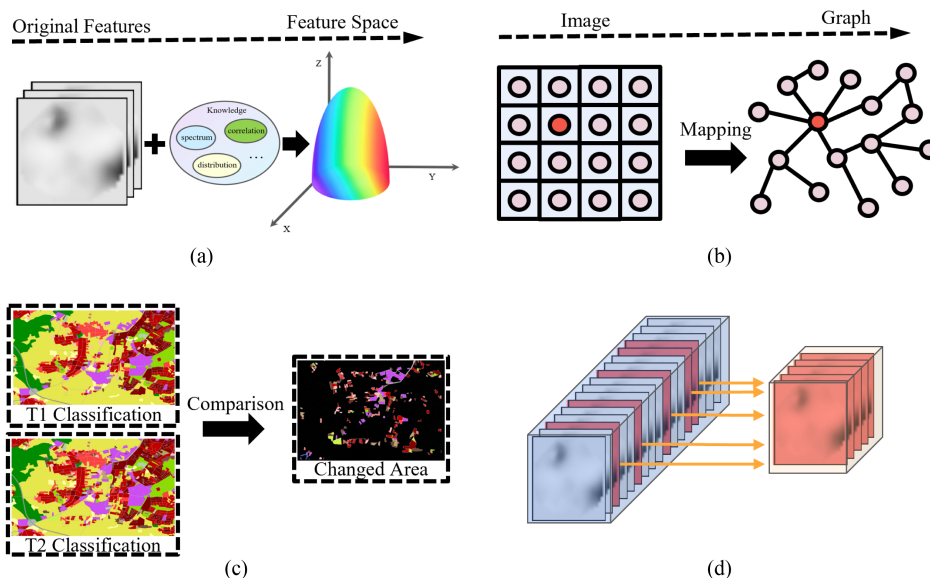 Original Features
Feature Space
Knowledge
spectrum
correlation
distribution
...
Z
Y
X
(a)
Image
Graph
Mapping
(b)
T1 Classification
T2 Classification
Comparison
Changed Area
(c)
(d)